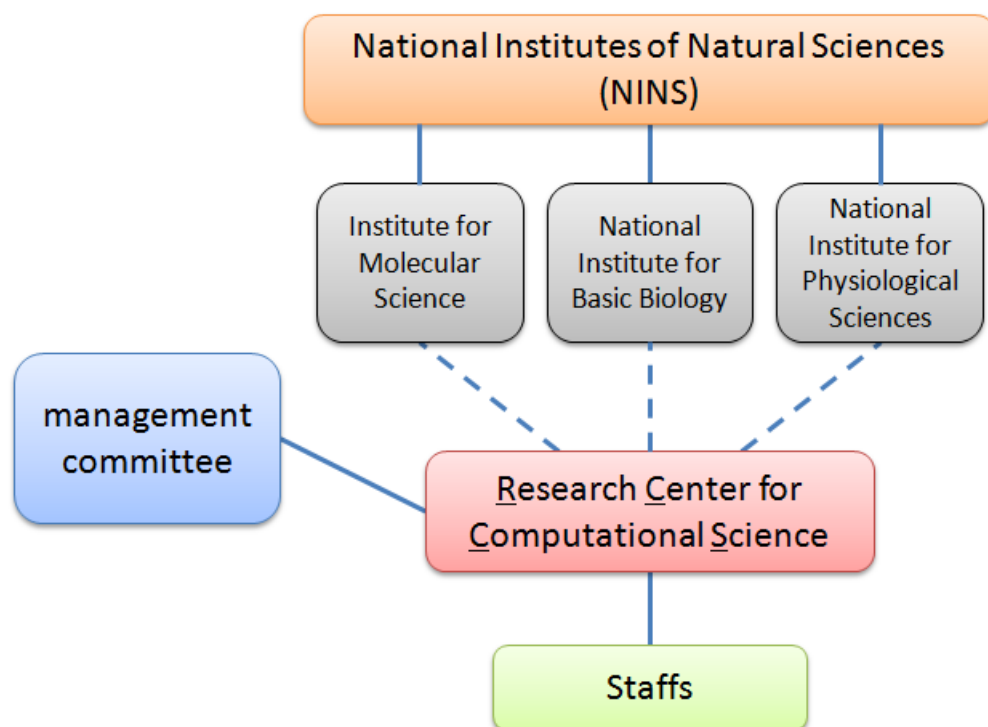 National Institutes of Natural Sciences
(NINS)
Institute for
Molecular
Science
National
Institute for
Basic Biology
National
Institute for
Physiological
Sciences
management
committee
Research Center for
Computational Science
Staffs